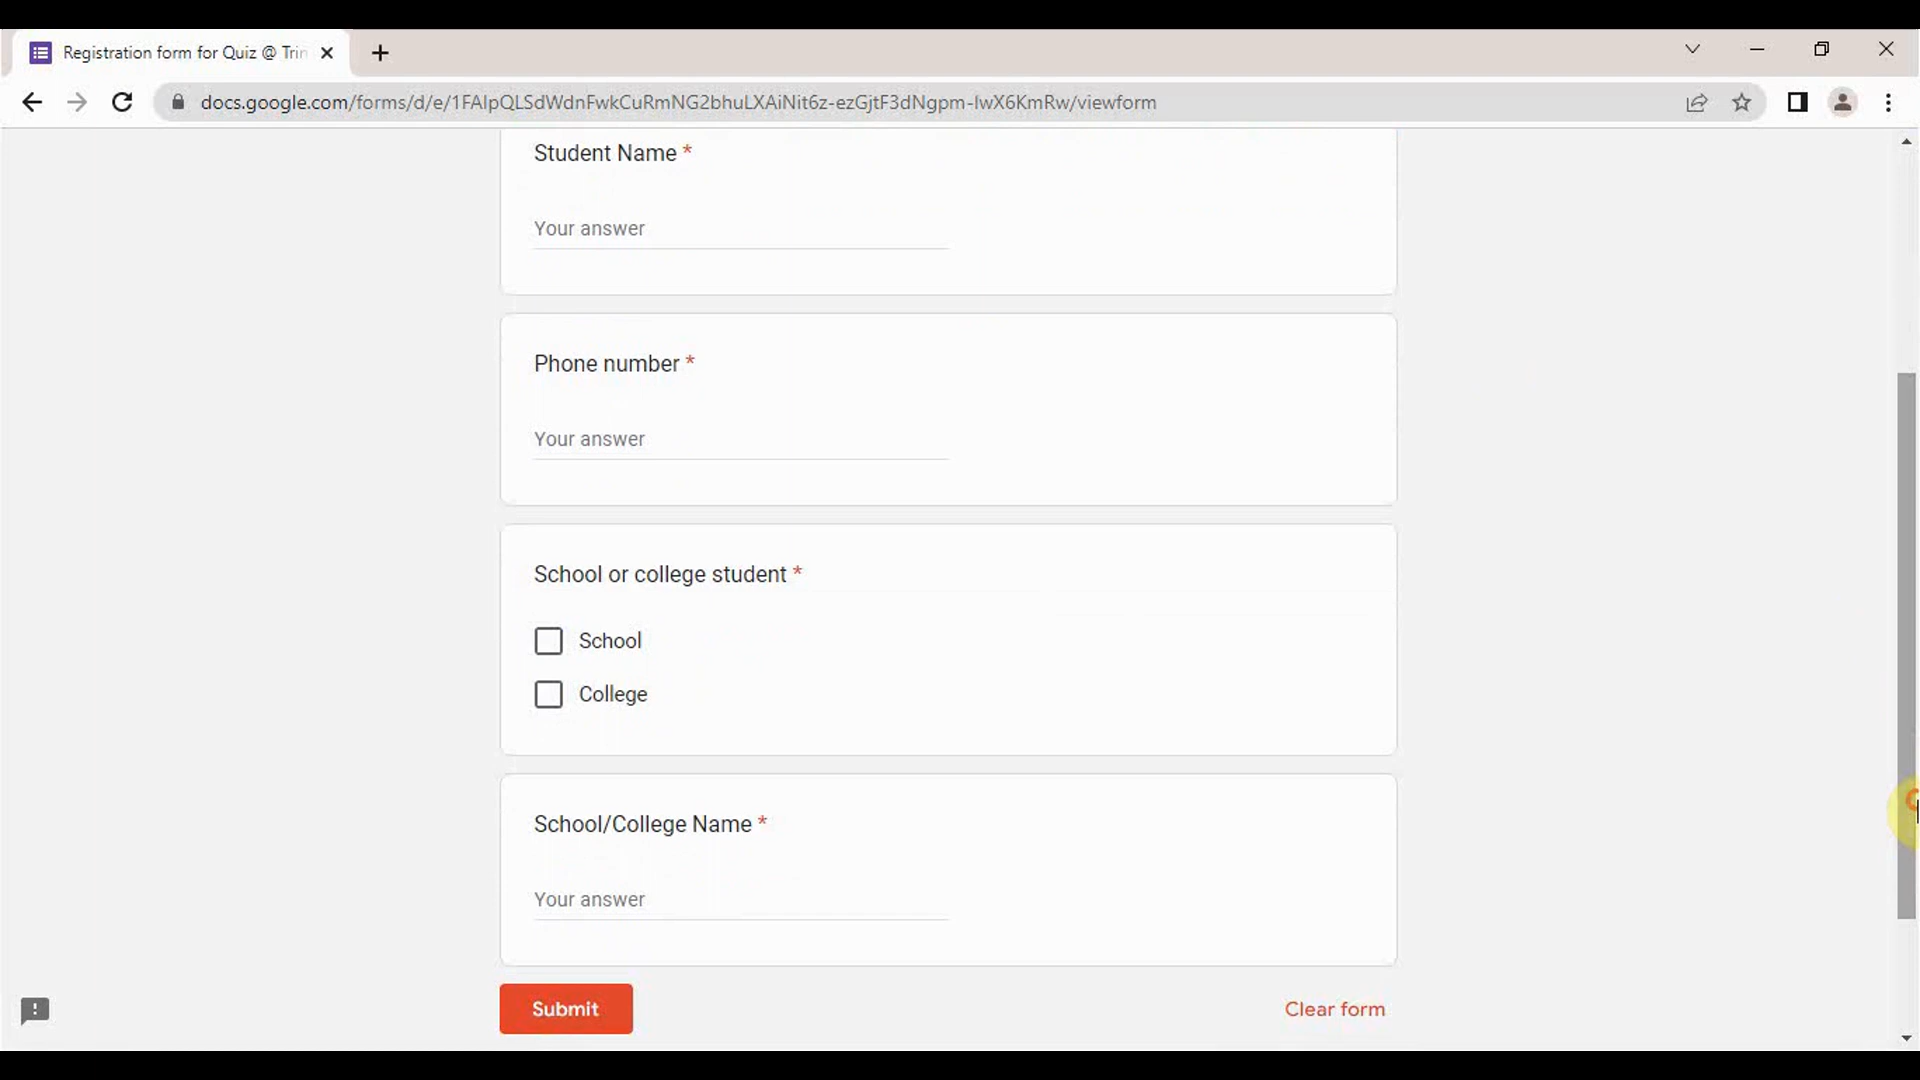 Registration form for Quiz @ Trin
docs.google.com/forms/d/e/1FAIpQLSdWdnFwkCuRmNG2bhuLXAiNit6z-ezGjtF3dNgpm-IwX6KmRw/viewform
Student Name *
Your answer
Phone number *
Your answer
School or college student *
School
College
School/College Name *
Your answer
Submit
Clear form